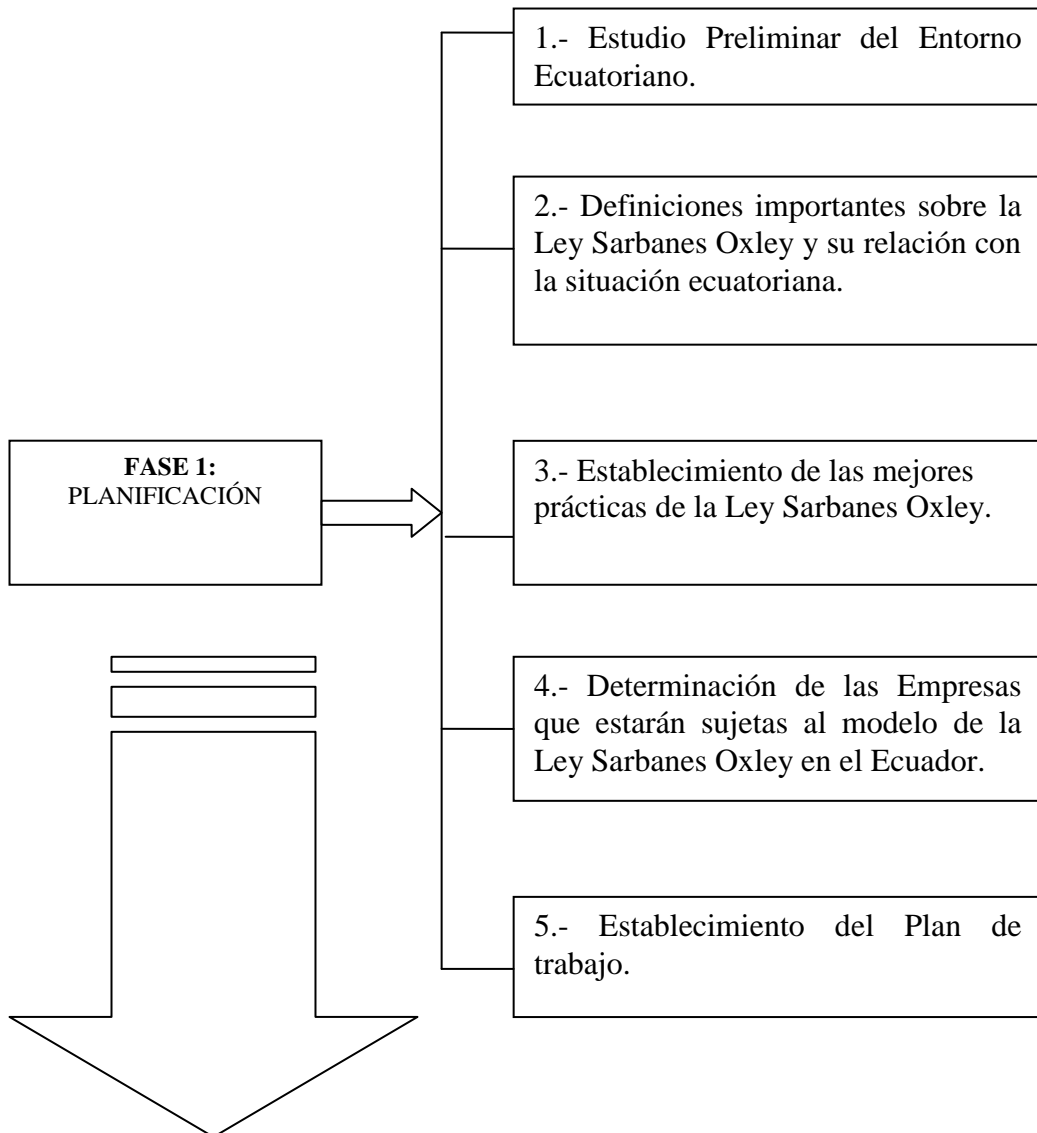 1.- Estudio Preliminar del Entorno
Ecuatoriano.
2.- Definiciones importantes sobre la
Ley Sarbanes Oxley y su relación con
la situación ecuatoriana.
FASE 1:
PLANIFICACIÓN
3.- Establecimiento de las mejores
prácticas de la Ley Sarbanes Oxley.
4.- Determinación de las Empresas
que estarán sujetas al modelo de la
Ley Sarbanes Oxley en el Ecuador.
5.- Establecimiento del Plan de
trabajo.